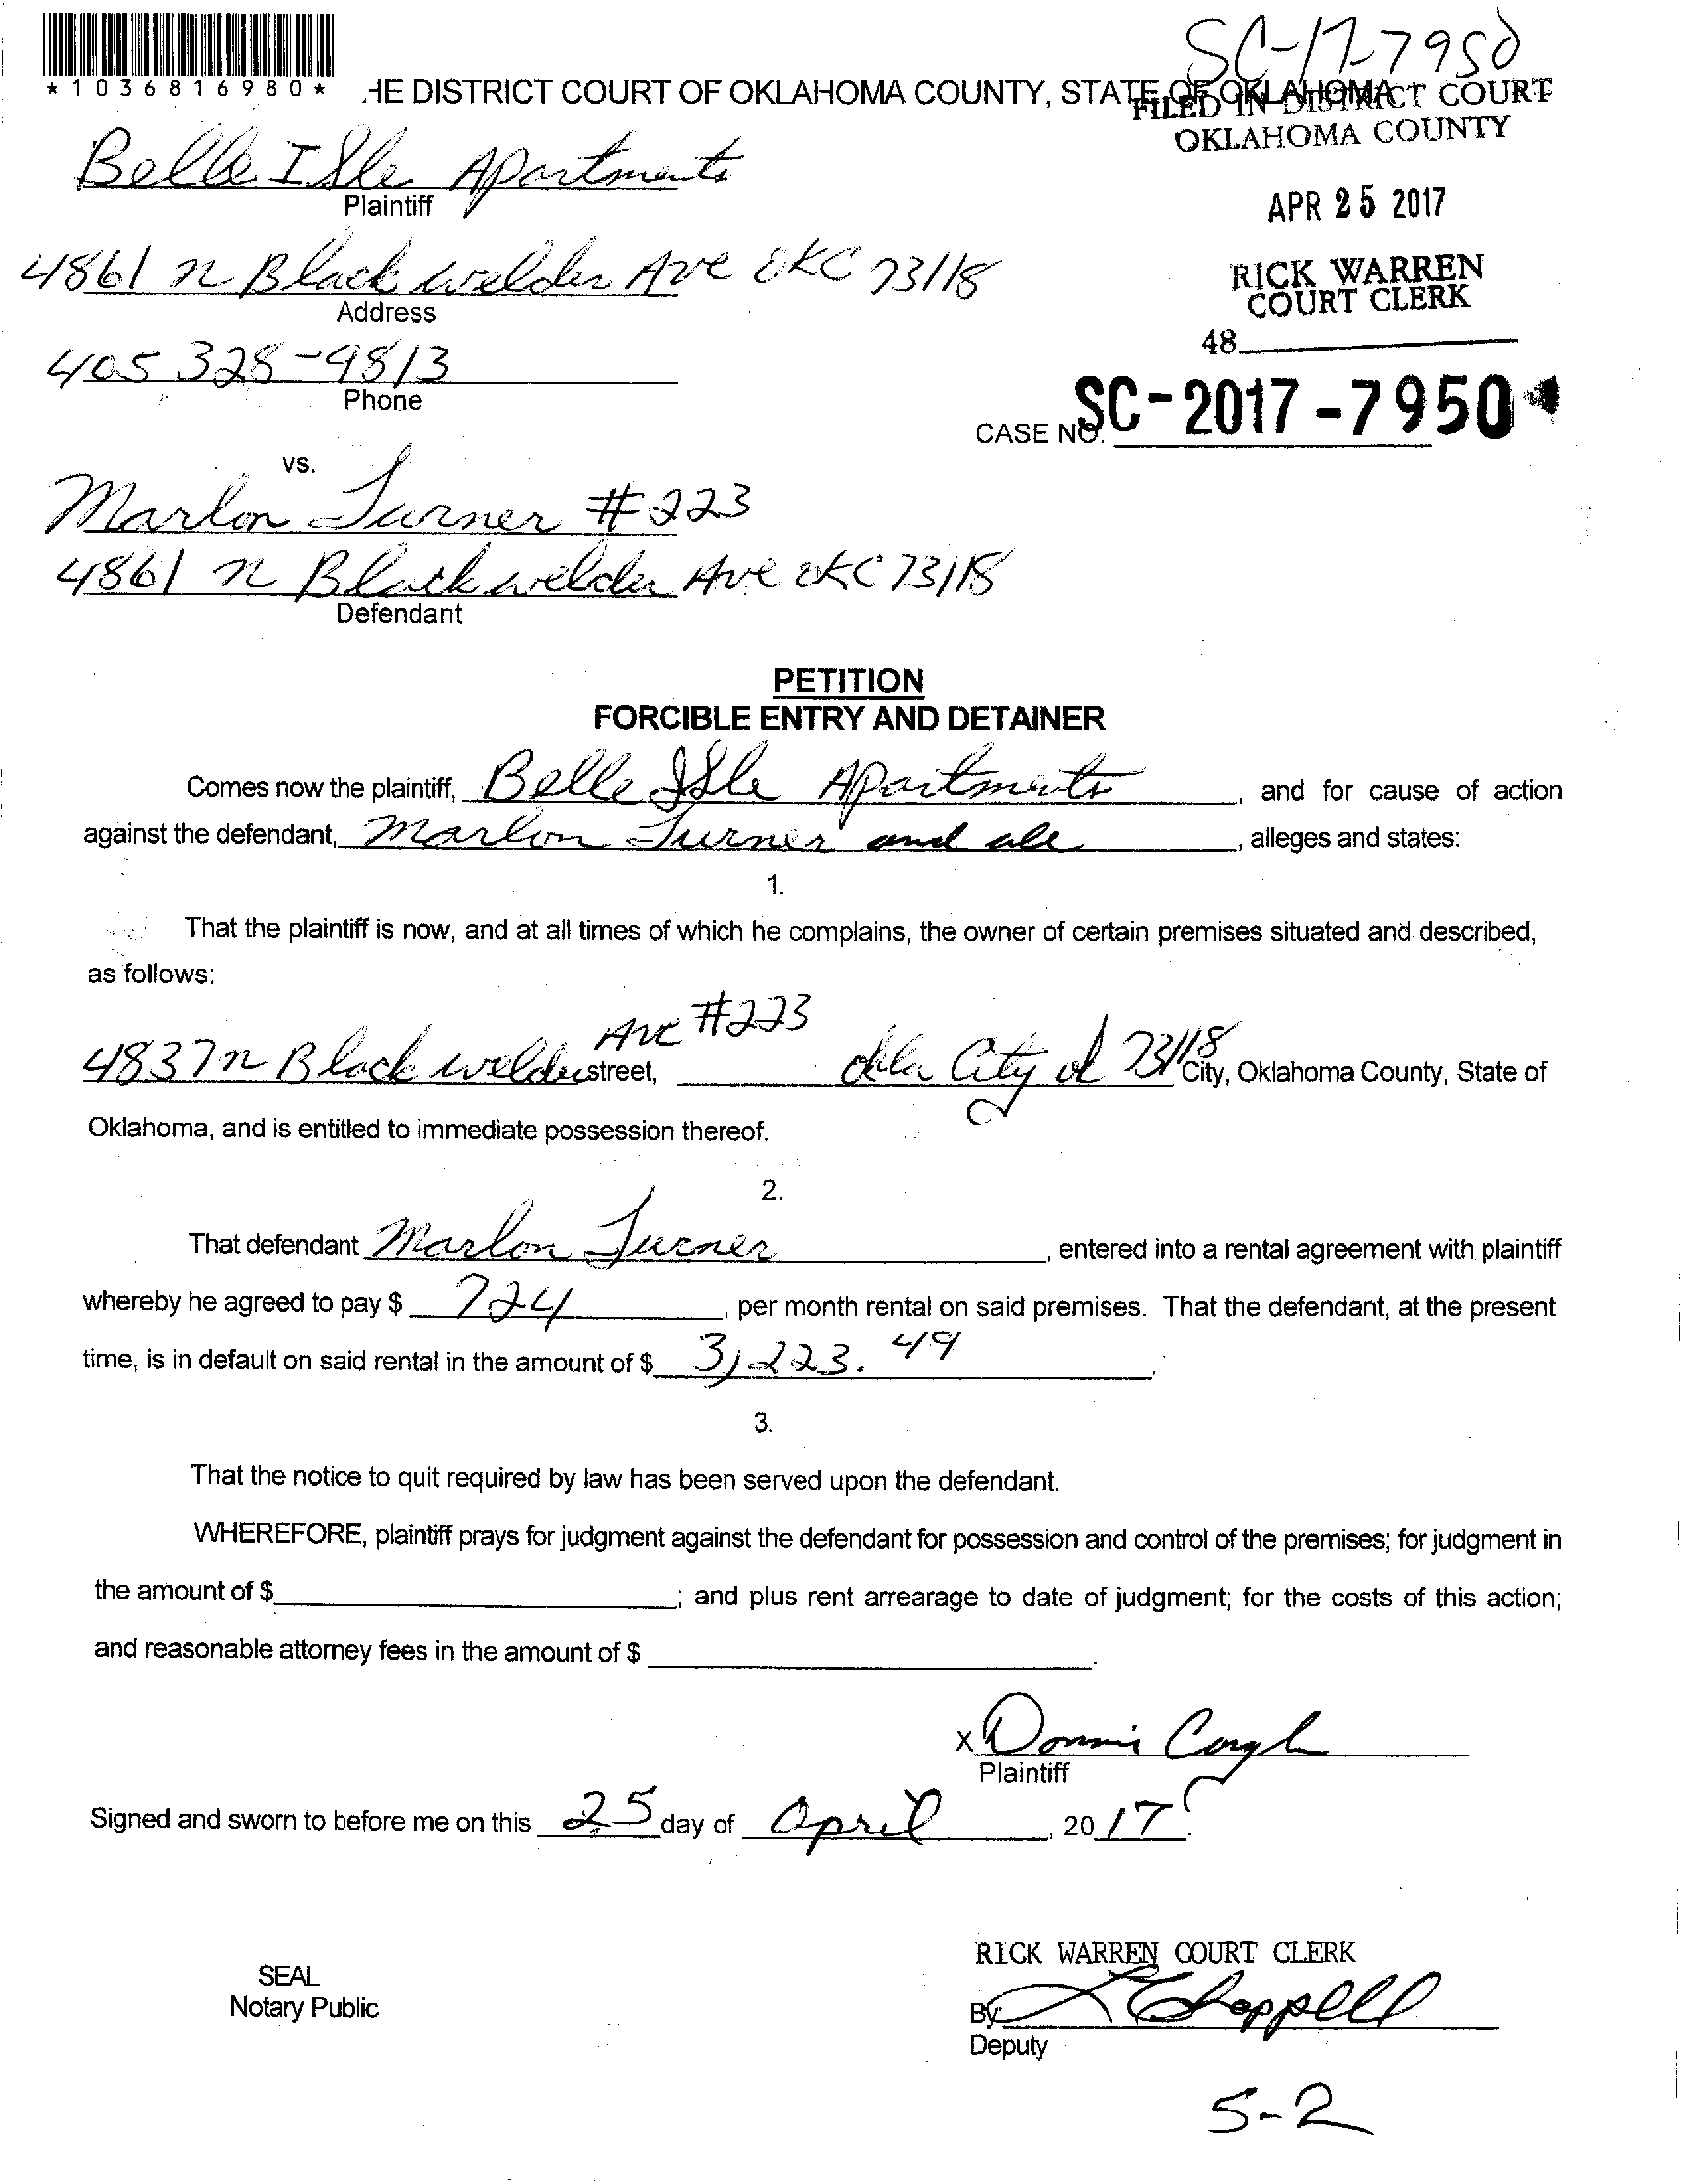 SC-17-7950
*1036816980*
HE DISTRICT COURT OF OKLAHOMA COUNTY, STATE OF OKLAHOMA
FILED IN DISTRICT COURT
OKLAHOMA COUNTY
Belle Isle Apartments
Plaintiff
APR 25 2017
4861 N Blackwelder Ave OKC 73118
Address
RICK WARREN
COURT CLERK
48
405 328-9813
Phone
CASE NO. SC-2017-7950
vs.
Marlon Turner #223
4861 N Blackwelder Ave OKC 73118
Defendant
PETITION
FORCIBLE ENTRY AND DETAINER
Comes now the plaintiff, Belle Isle Apartments, and for cause of action
against the defendant, Marlon Turner and all, alleges and states:
1.
That the plaintiff is now, and at all times of which he complains, the owner of certain premises situated and described,
as follows:
4837 N Blackwelder Ave #223 street, Okla City ok 73118 City, Oklahoma County, State of
Oklahoma, and is entitled to immediate possession thereof.
2.
That defendant Marlon Turner, entered into a rental agreement with plaintiff
whereby he agreed to pay $ 724, per month rental on said premises. That the defendant, at the present
time, is in default on said rental in the amount of $ 3,223.49.
3.
That the notice to quit required by law has been served upon the defendant.
WHEREFORE, plaintiff prays for judgment against the defendant for possession and control of the premises; for judgment in
the amount of $ ; and plus rent arrearage to date of judgment; for the costs of this action;
and reasonable attorney fees in the amount of $ .
X Donnis
Plaintiff
Signed and sworn to before me on this 25 day of April, 2017.
RICK WARREN COURT CLERK
SEAL
Notary Public
By Chappell
Deputy
5-2